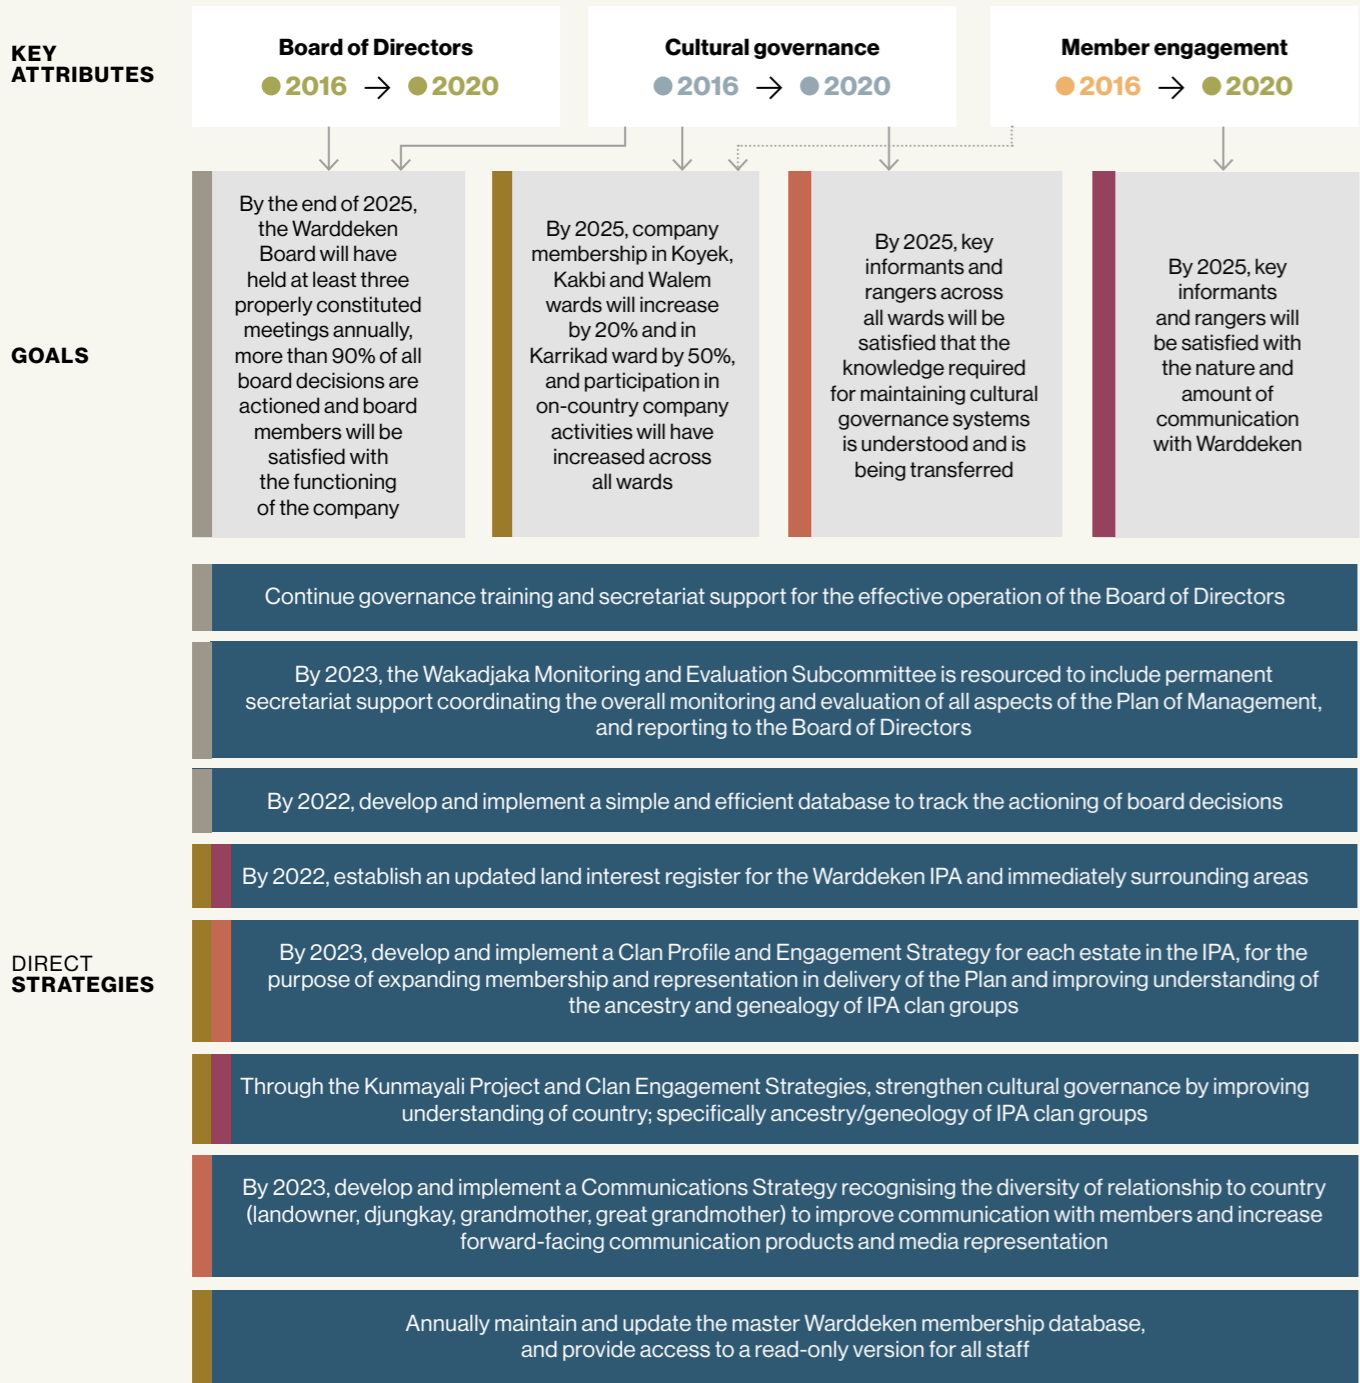 KEY
ATTRIBUTES
Board of Directors
2016 → 2020
Cultural governance
2016 → 2020
Member engagement
2016 → 2020
GOALS
By the end of 2025,
the Warddeken
Board will have
held at least three
properly constituted
meetings annually,
more than 90% of all
board decisions are
actioned and board
members will be
satisfied with
the functioning
of the company
By 2025, company
membership in Koyek,
Kakbi and Walem
wards will increase
by 20% and in
Karrikad ward by 50%,
and participation in
on-country company
activities will have
increased across
all wards
By 2025, key
informants and
rangers across
all wards will be
satisfied that the
knowledge required
for maintaining cultural
governance systems
is understood and is
being transferred
By 2025, key
informants
and rangers will
be satisfied with
the nature and
amount of
communication
with Warddeken
DIRECT
STRATEGIES
Continue governance training and secretariat support for the effective operation of the Board of Directors
By 2023, the Wakadjaka Monitoring and Evaluation Subcommittee is resourced to include permanent
secretariat support coordinating the overall monitoring and evaluation of all aspects of the Plan of Management,
and reporting to the Board of Directors
By 2022, develop and implement a simple and efficient database to track the actioning of board decisions
By 2022, establish an updated land interest register for the Warddeken IPA and immediately surrounding areas
By 2023, develop and implement a Clan Profile and Engagement Strategy for each estate in the IPA, for the
purpose of expanding membership and representation in delivery of the Plan and improving understanding of
the ancestry and genealogy of IPA clan groups
Through the Kunmayali Project and Clan Engagement Strategies, strengthen cultural governance by improving
understanding of country; specifically ancestry/geneology of IPA clan groups
By 2023, develop and implement a Communications Strategy recognising the diversity of relationship to country
(landowner, djungkay, grandmother, great grandmother) to improve communication with members and increase
forward-facing communication products and media representation
Annually maintain and update the master Warddeken membership database,
and provide access to a read-only version for all staff